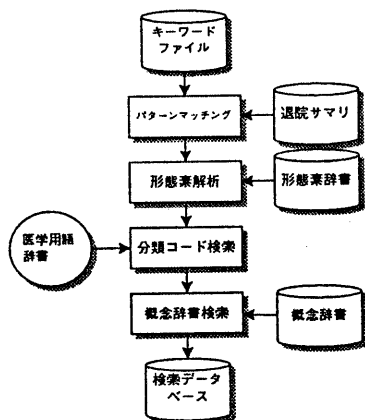 キーワード
ファイル
パターンマッチング
退院サマリ
形態素解析
形態素辞書
医学用語
辞書
分類コード検索
概念辞書検索
概念辞書
検索データ
ベース